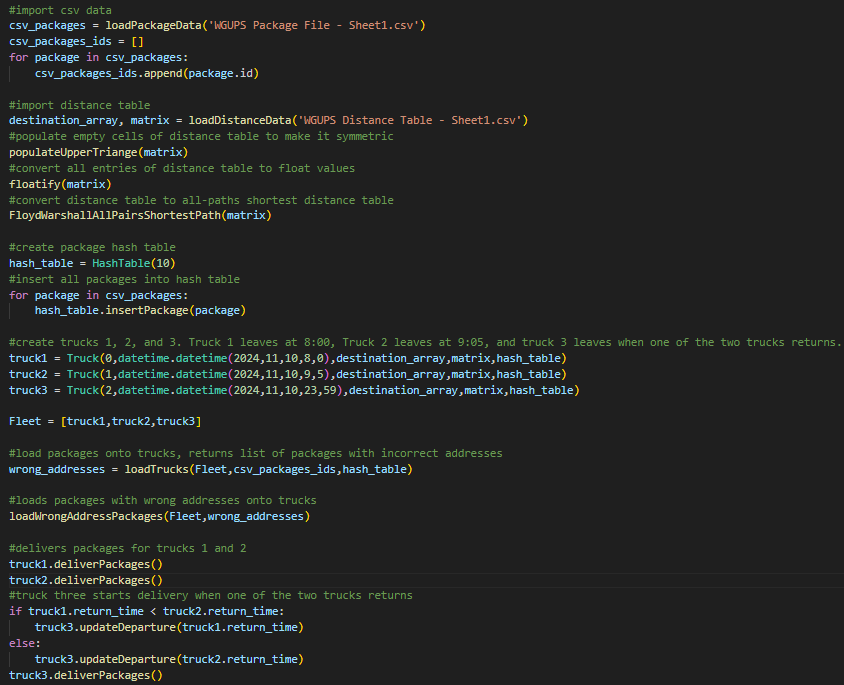 #import csv data
csv_packages = loadPackageData('WGUPS Package File - Sheet1.csv')
csv_packages_ids = []
for package in csv_packages:
    csv_packages_ids.append(package.id)

#import distance table
destination_array, matrix = loadDistanceData('WGUPS Distance Table - Sheet1.csv')
#populate empty cells of distance table to make it symmetric
populateUpperTriange(matrix)
#convert all entries of distance table to float values
floatify(matrix)
#convert distance table to all-paths shortest distance table
FloydWarshallAllPairsShortestPath(matrix)

#create package hash table
hash_table = HashTable(10)
#insert all packages into hash table
for package in csv_packages:
    hash_table.insertPackage(package)

#create trucks 1, 2, and 3. Truck 1 leaves at 8:00, Truck 2 leaves at 9:05, and truck 3 leaves when one of the two trucks returns.
truck1 = Truck(0,datetime.datetime(2024,11,10,8,0),destination_array,matrix,hash_table)
truck2 = Truck(1,datetime.datetime(2024,11,10,9,5),destination_array,matrix,hash_table)
truck3 = Truck(2,datetime.datetime(2024,11,10,23,59),destination_array,matrix,hash_table)

Fleet = [truck1,truck2,truck3]

#load packages onto trucks, returns list of packages with incorrect addresses
wrong_addresses = loadTrucks(Fleet,csv_packages_ids,hash_table)

#loads packages with wrong addresses onto trucks
loadWrongAddressPackages(Fleet,wrong_addresses)

#delivers packages for trucks 1 and 2
truck1.deliverPackages()
truck2.deliverPackages()
#truck three starts delivery when one of the two trucks returns
if truck1.return_time < truck2.return_time:
    truck3.updateDeparture(truck1.return_time)
else:
    truck3.updateDeparture(truck2.return_time)
truck3.deliverPackages()